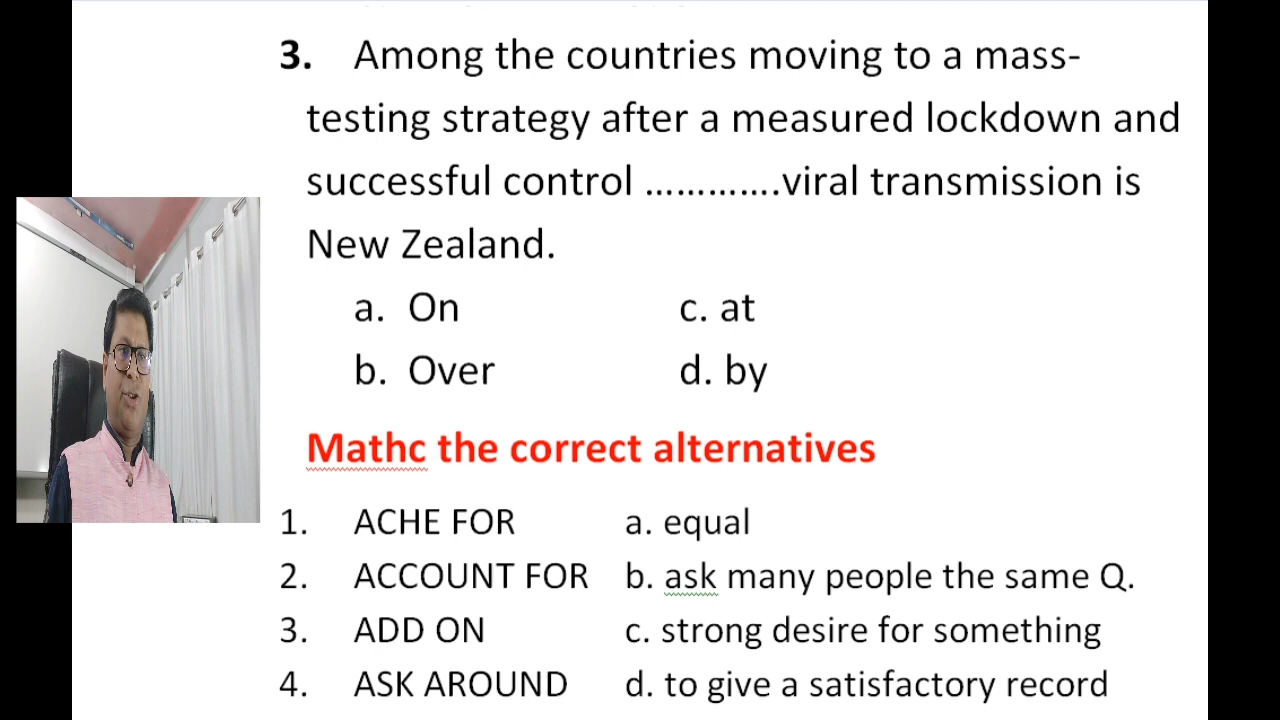 3. Among the countries moving to a mass-
testing strategy after a measured lockdown and
successful control .............viral transmission is
New Zealand.
a. On c. at
b. Over d. by
Mathc the correct alternatives
1. ACHE FOR a. equal
2. ACCOUNT FOR b. ask many people the same Q.
3. ADD ON c. strong desire for something
4. ASK AROUND d. to give a satisfactory record